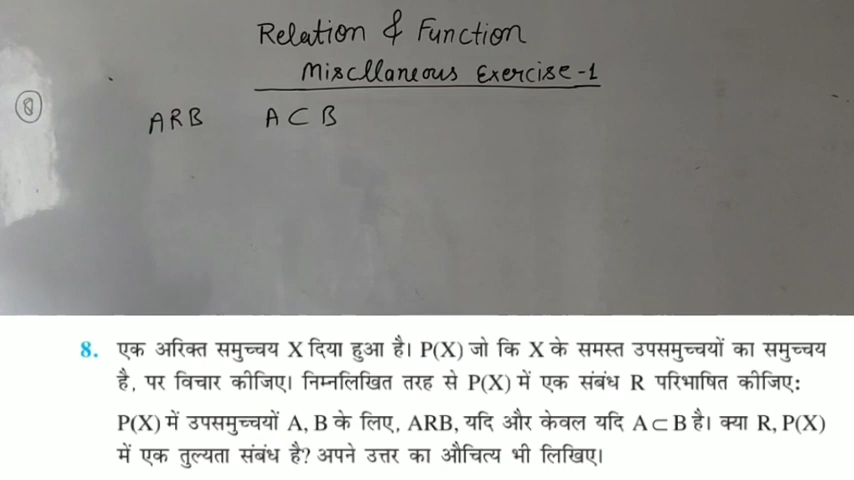 Relation & Function
Miscllaneous Exercise-1
8 ARB A ⊂ B
8. एक अरिक्त समुच्चय X दिया हुआ है। P(X) जो कि X के समस्त उपसमुच्चयों का समुच्चय
है, पर विचार कीजिए। निम्नलिखित तरह से P(X) में एक संबंध R परिभाषित कीजिए:
P(X) में उपसमुच्चयों A, B के लिए, ARB, यदि और केवल यदि A⊂B है। क्या R, P(X)
में एक तुल्यता संबंध है? अपने उत्तर का औचित्य भी लिखिए।